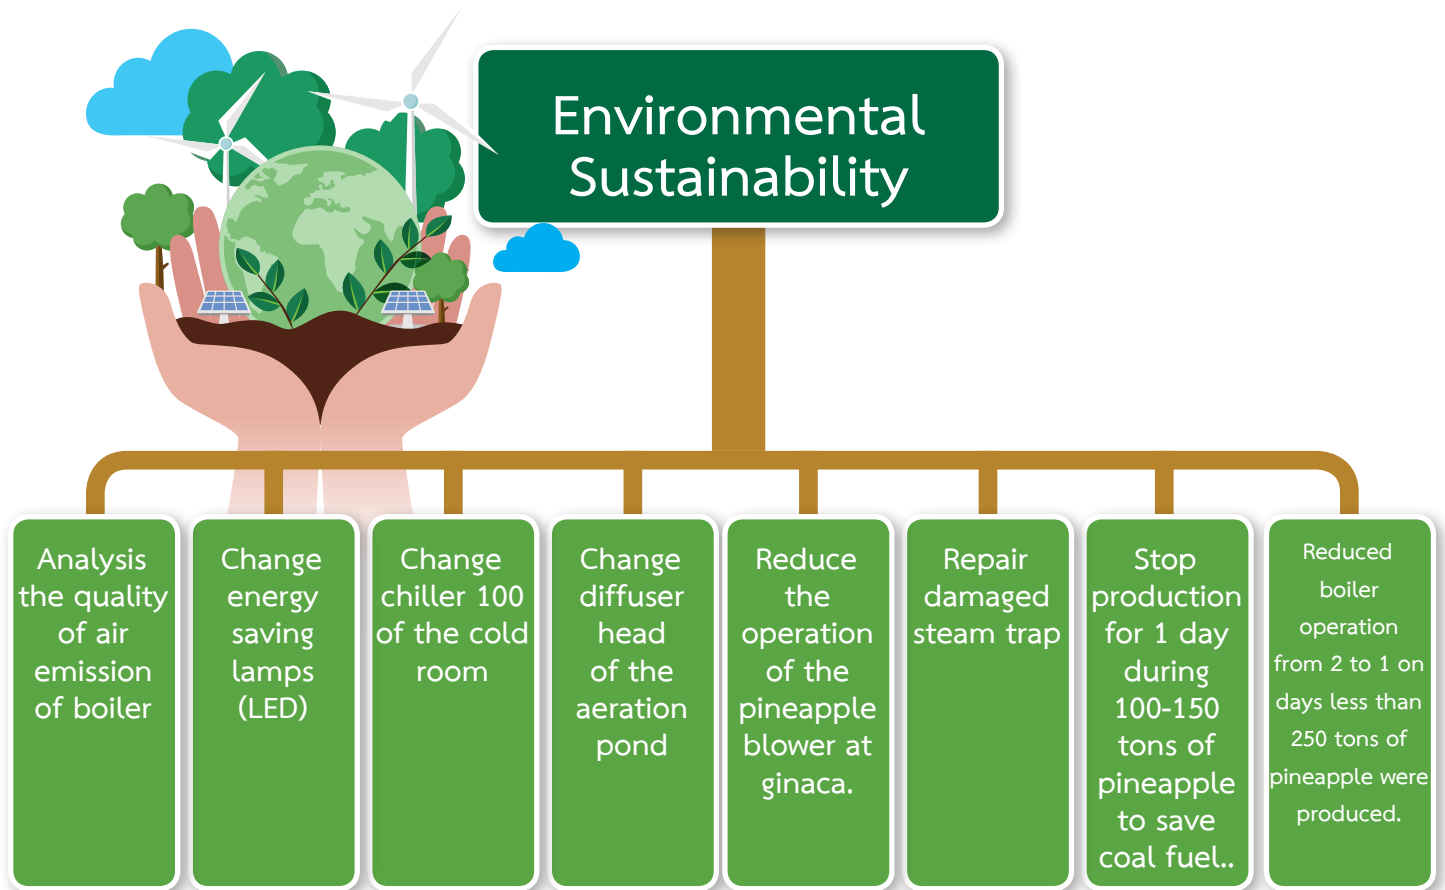 Environmental
Sustainability
Analysis
the quality
of air
emission
of boiler
Change
energy
saving
lamps
(LED)
Change
chiller 100
of the cold
room
Change
diffuser
head
of the
aeration
pond
Reduce
the
operation
of the
pineapple
blower at
ginaca.
Repair
damaged
steam trap
Stop
production
for 1 day
during
100-150
tons of
pineapple
to save
coal fuel..
Reduced
boiler
operation
from 2 to 1 on
days less than
250 tons of
pineapple were
produced.